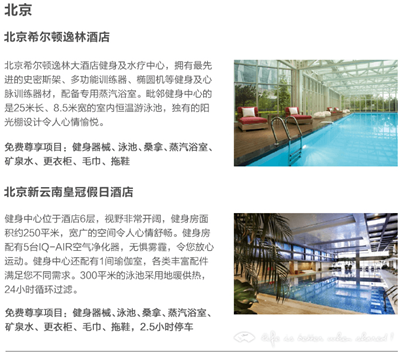 北京
北京希尔顿逸林酒店
北京希尔顿逸林大酒店健身及水疗中心，拥有最先
进的史密斯架、多功能训练器、椭圆机等健身及心
脉训练器材，配备专用蒸汽浴室。毗邻健身中心的
是25米长、8.5米宽的室内恒温游泳池，独有的阳
光棚设计令人心情愉悦。
免费尊享项目：健身器械、泳池、桑拿、蒸汽浴室、
矿泉水、更衣柜、毛巾、拖鞋
北京新云南皇冠假日酒店
健身中心位于酒店6层，视野非常开阔，健身房面
积约250平米，宽广的空间令人心情舒畅。健身房
配有5台IQ-AIR空气净化器，无惧雾霾，令您放心
运动。健身中心还配有1间瑜伽室，各类丰富配件
满足您不同需求。300平米的泳池采用地暖供热，
24小时循环过滤。
免费尊享项目：健身器械、泳池、桑拿、蒸汽浴室、
矿泉水、更衣柜、毛巾、拖鞋，2.5小时停车
Life is better when shared!